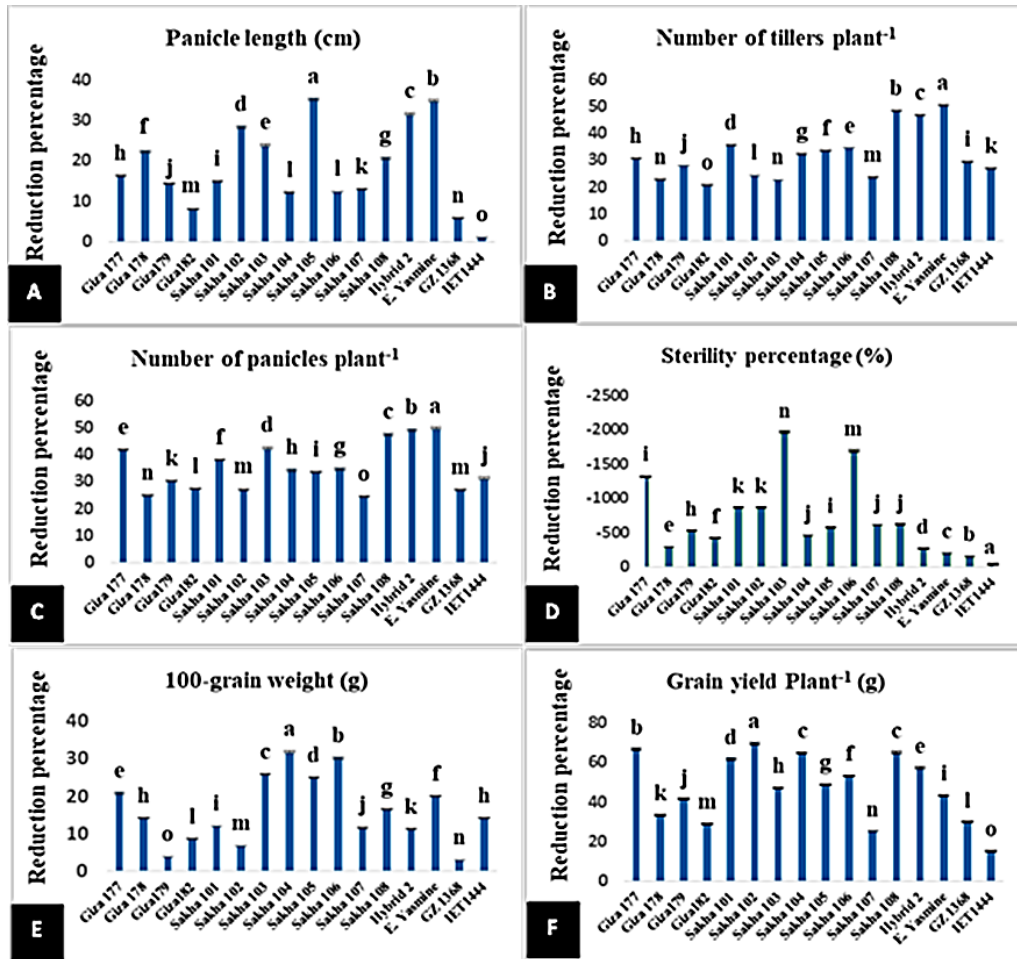 Panicle length (cm)
Reduction percentage
40
30
20
10
0
h f j m i d e l a l k g c b n o
Giza 177 Giza 178 Giza179 Giza182 Sakha 101 Sakha 102 Sakha 103 Sakha 104 Sakha 105 Sakha 106 Sakha 107 Sakha 108 Hybrid 2 E. Yasmine GZ 1368 IET1444
A
Number of tillers plant-1
Reduction percentage
60
50
40
30
20
10
0
h n j o d l n g f e m b c a i k
Giza 177 Giza 178 Giza179 Giza182 Sakha 101 Sakha 102 Sakha 103 Sakha 104 Sakha 105 Sakha 106 Sakha 107 Sakha 108 Hybrid 2 E. Yasmine GZ 1368 IET1444
B
Number of panicles plant-1
Reduction percentage
60
50
40
30
20
10
0
e n k l f m d h i g o c b a m j
Giza 177 Giza 178 Giza179 Giza182 Sakha 101 Sakha 102 Sakha 103 Sakha 104 Sakha 105 Sakha 106 Sakha 107 Sakha 108 Hybrid 2 E. Yasmine GZ 1368 IET1444
C
Sterility percentage (%)
Reduction percentage
-2500
-2000
-1500
-1000
-500
0
i e h f k k n j i m j j d c b a
Giza 177 Giza 178 Giza179 Giza182 Sakha 101 Sakha 102 Sakha 103 Sakha 104 Sakha 105 Sakha 106 Sakha 107 Sakha 108 Hybrid 2 E. Yasmine GZ 1368 IET1444
D
100-grain weight (g)
Reduction percentage
40
30
20
10
0
e h o l i m c a d b j g k f n h
Giza 177 Giza 178 Giza179 Giza182 Sakha 101 Sakha 102 Sakha 103 Sakha 104 Sakha 105 Sakha 106 Sakha 107 Sakha 108 Hybrid 2 E. Yasmine GZ 1368 IET1444
E
Grain yield Plant-1 (g)
Reduction percentage
80
60
40
20
0
b k j m d a h c g f n c e i l o
Giza 177 Giza 178 Giza179 Giza182 Sakha 101 Sakha 102 Sakha 103 Sakha 104 Sakha 105 Sakha 106 Sakha 107 Sakha 108 Hybrid 2 E. Yasmine GZ 1368 IET1444
F